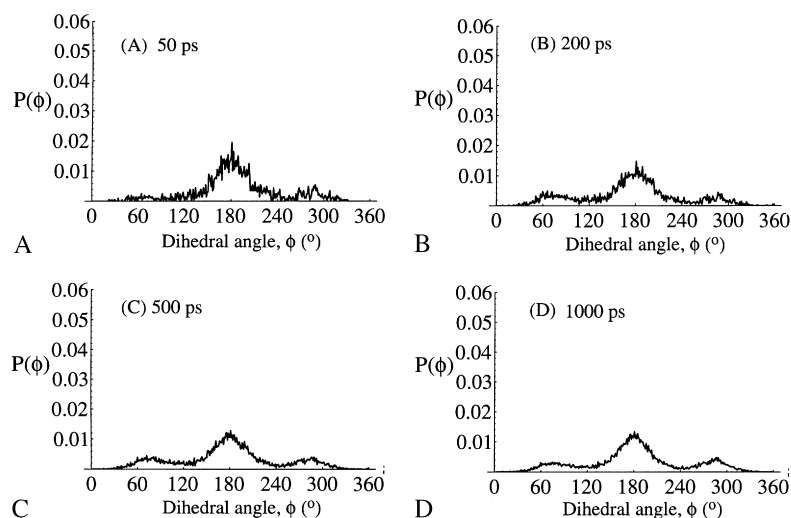 0.06
(A) 50 ps
0.05
0.04
P(ϕ)
0.03
0.02
0.01
0 60 120 180 240 300 360
Dihedral angle, ϕ (º)
A
0.06
(B) 200 ps
0.05
0.04
P(ϕ)
0.03
0.02
0.01
0 60 120 180 240 300 360
Dihedral angle, ϕ (º)
B
0.06
(C) 500 ps
0.05
0.04
P(ϕ)
0.03
0.02
0.01
0 60 120 180 240 300 360
Dihedral angle, ϕ (º)
C
0.06
(D) 1000 ps
0.05
0.04
P(ϕ)
0.03
0.02
0.01
0 60 120 180 240 300 360
Dihedral angle, ϕ (º)
D